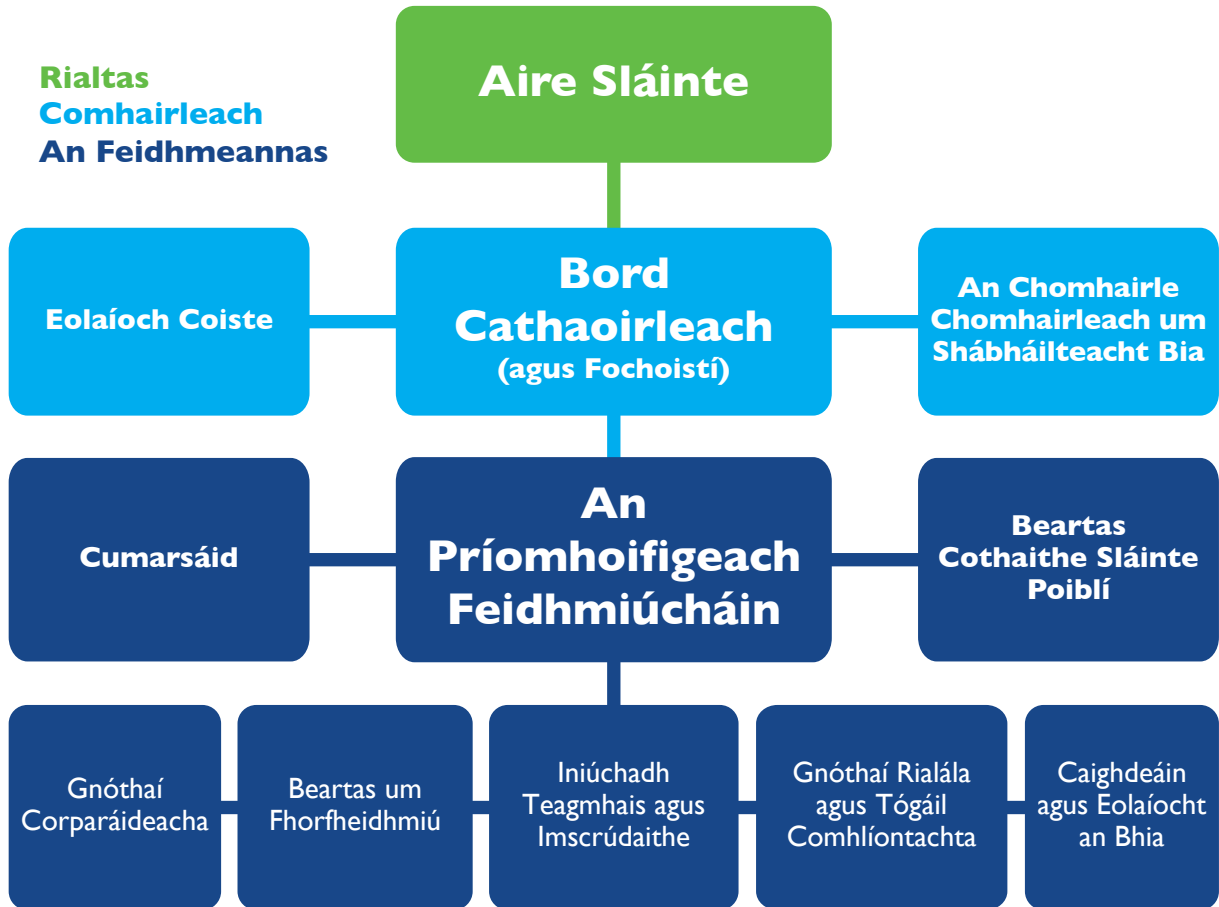 Rialtas
Comhairleach
An Feidhmeannas
Aire Sláinte
Eolaíoch Coiste
Bord
Cathaoirleach
(agus Fochoistí)
An Chomhairle
Chomhairleach um
Shábháilteacht Bia
Cumarsáid
An
Príomhoifigeach
Feidhmiúcháin
Beartas
Cothaithe Sláinte
Poiblí
Gnóthaí
Corparáideacha
Beartas um
Fhorfheidhmiú
Iniúchadh
Teagmhais agus
Imscrúdaithe
Gnóthaí Rialála
agus Tógáil
Comhlíontachta
Caighdeáin
agus Eolaíocht
an Bhia